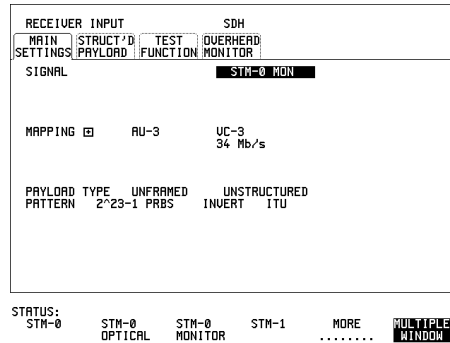 RECEIVER INPUT SDH
MAIN SETTINGS STRUCT'D PAYLOAD TEST FUNCTION OVERHEAD MONITOR
SIGNAL STM-0 MON
MAPPING AU-3 VC-3
34 Mb/s
PAYLOAD TYPE UNFRAMED UNSTRUCTURED
PATTERN 2^23-1 PRBS INVERT ITU
STATUS:
STM-0 STM-0 OPTICAL STM-0 MONITOR STM-1 MORE ........ MULTIPLE WINDOW